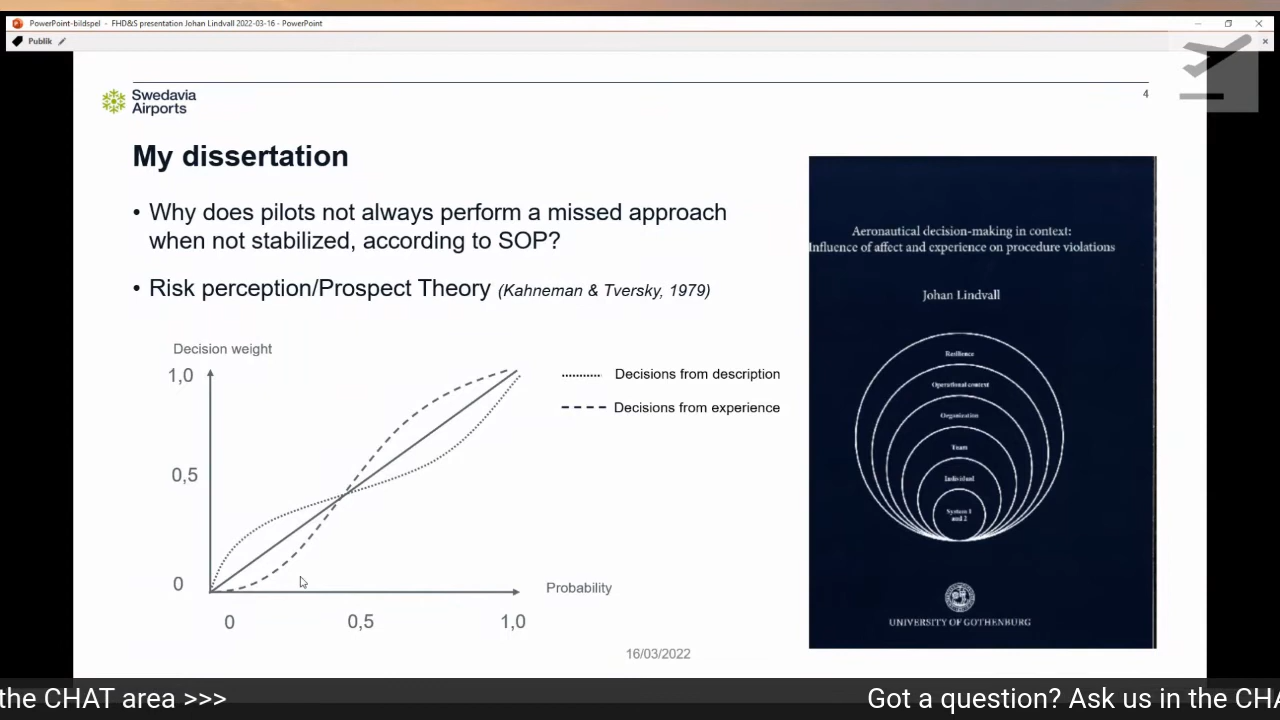 PowerPoint-bildspel - FHD&S presentation Johan Lindvall 2022-03-16 - PowerPoint
Publik
4
Swedavia
Airports
My dissertation
• Why does pilots not always perform a missed approach
when not stabilized, according to SOP?
• Risk perception/Prospect Theory (Kahneman & Tversky, 1979)
Decision weight
1,0
0,5
0
0
0,5
1,0
Probability
Decisions from description
Decisions from experience
16/03/2022
Aeronautical decision-making in context:
Influence of affect and experience on procedure violations
Johan Lindvall
Resilience
Operational context
Organization
Team
Individual
System 1
and 2
UNIVERSITY OF GOTHENBURG
the CHAT area >>>
Got a question? Ask us in the CHA